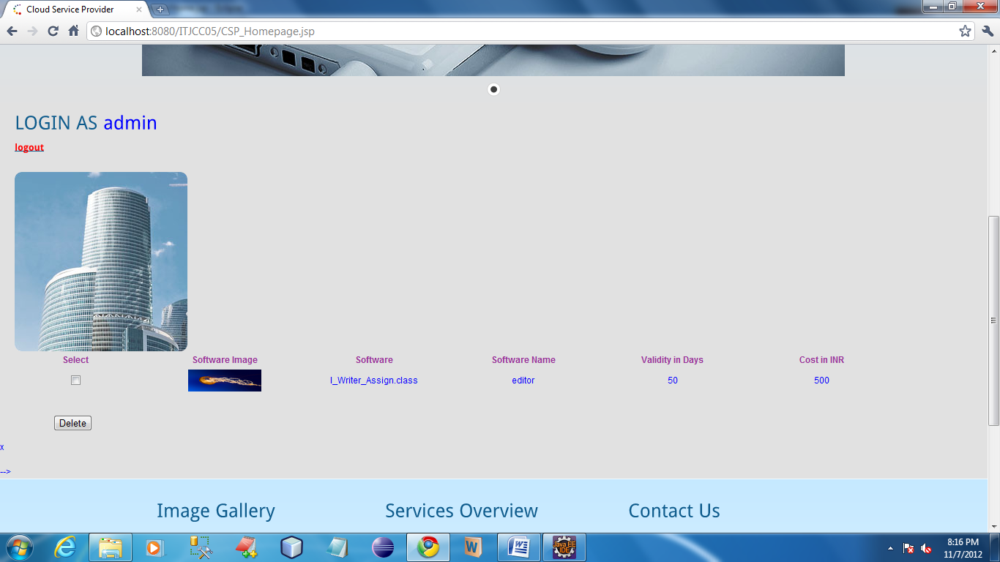 Cloud Service Provider
localhost:8080/ITJCC05/CSP_Homepage.jsp
LOGIN AS admin
logout
Select Software Image Software Software Name Validity in Days Cost in INR
I_Writer_Assign.class editor 50 500
Delete
x
-->
Image Gallery Services Overview Contact Us
Java EE IDE
8:16 PM
11/7/2012